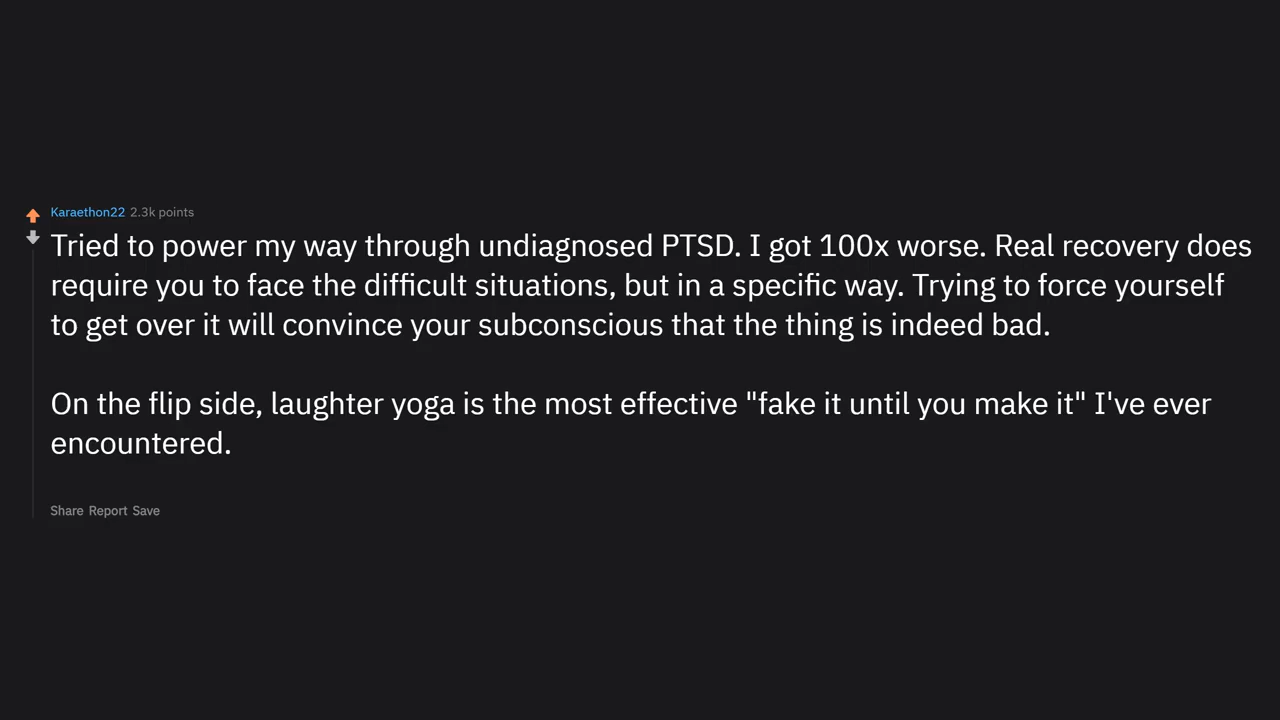 Karaethon22 2.3k points
Tried to power my way through undiagnosed PTSD. I got 100x worse. Real recovery does
require you to face the difficult situations, but in a specific way. Trying to force yourself
to get over it will convince your subconscious that the thing is indeed bad.
On the flip side, laughter yoga is the most effective "fake it until you make it" I've ever
encountered.
Share Report Save